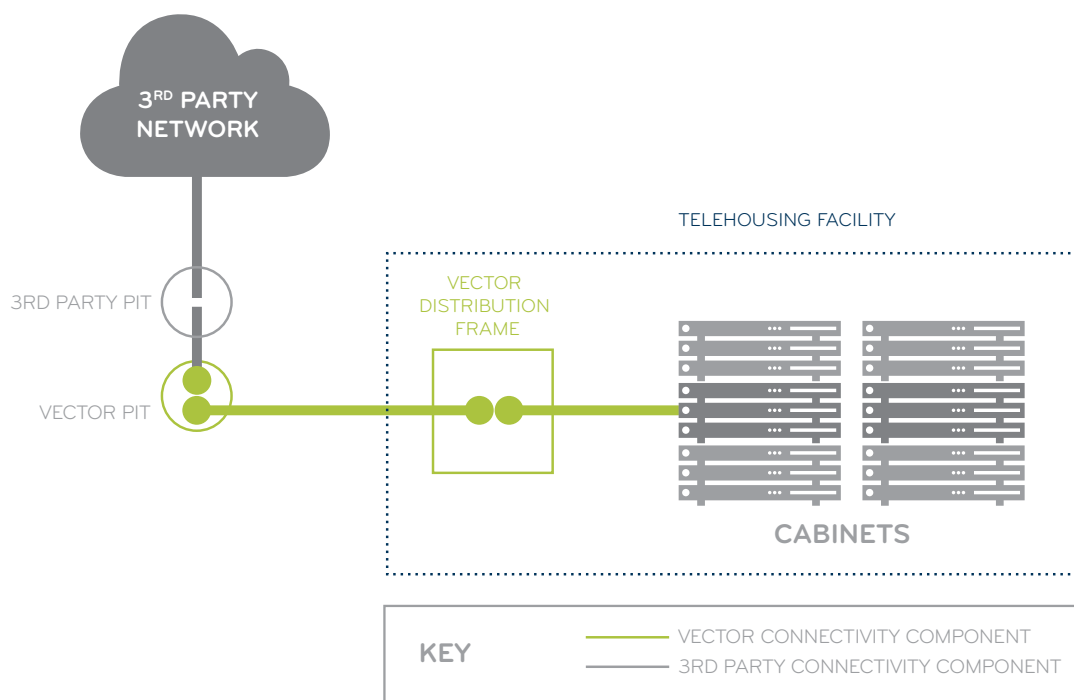 3RD PARTY
NETWORK
TELEHOUSING FACILITY
3RD PARTY PIT
VECTOR
DISTRIBUTION
FRAME
VECTOR PIT
CABINETS
KEY
VECTOR CONNECTIVITY COMPONENT
3RD PARTY CONNECTIVITY COMPONENT